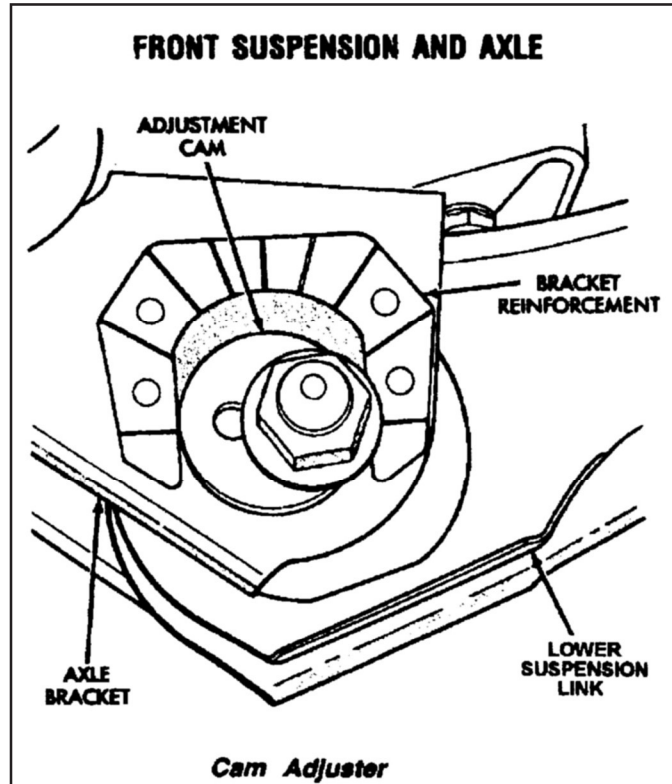 FRONT SUSPENSION AND AXLE
ADJUSTMENT
CAM
BRACKET
REINFORCEMENT
AXLE
BRACKET
LOWER
SUSPENSION
LINK
Cam Adjuster